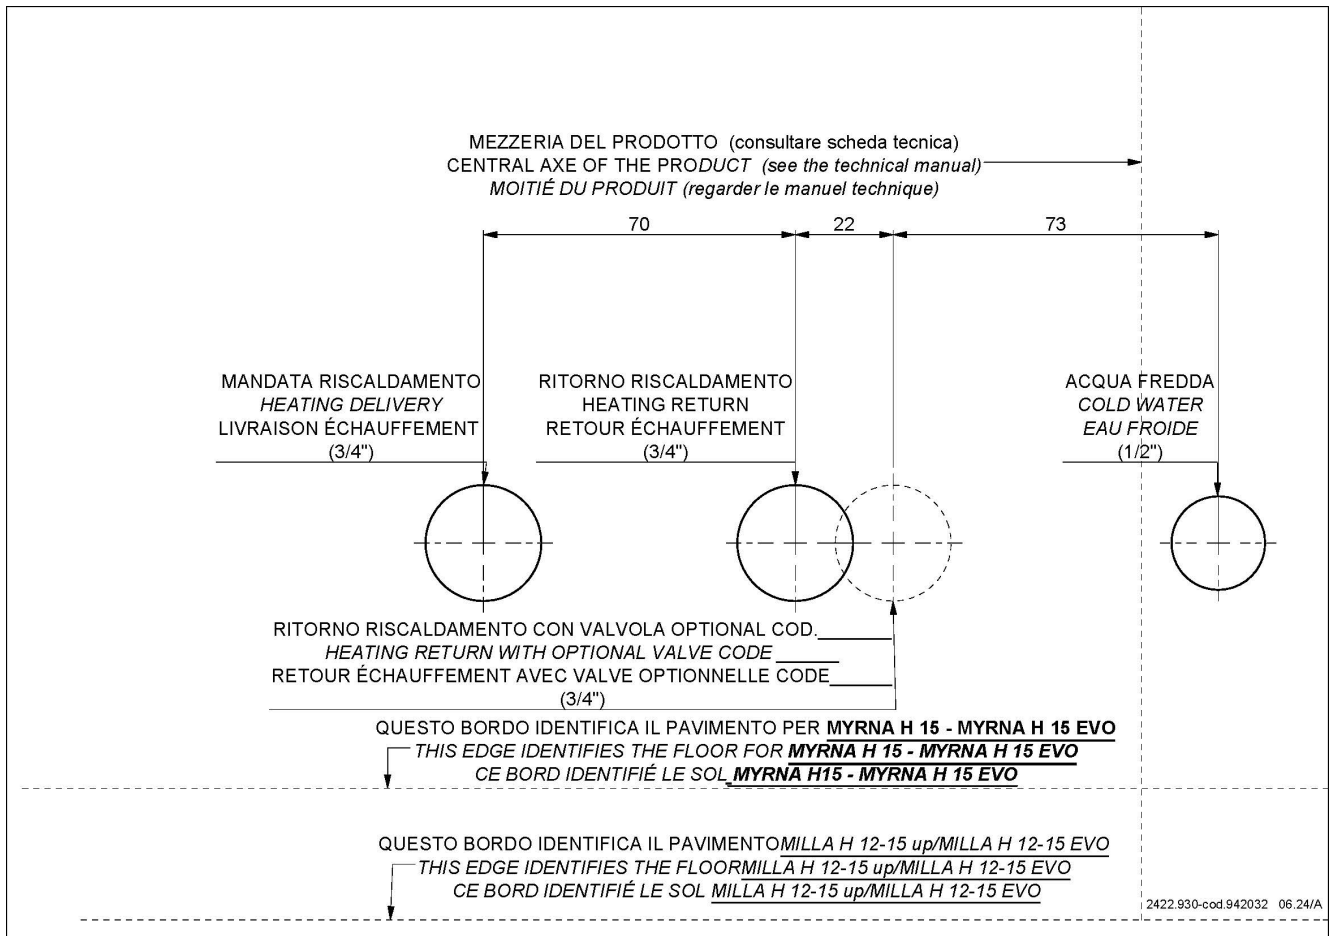 MEZZERIA DEL PRODOTTO (consultare scheda tecnica)
CENTRAL AXE OF THE PRODUCT (see the technical manual)
MOITIÉ DU PRODUIT (regarder le manuel technique)
70
22
73
MANDATA RISCALDAMENTO
HEATING DELIVERY
LIVRAISON ÉCHAUFFEMENT
(3/4")
RITORNO RISCALDAMENTO
HEATING RETURN
RETOUR ÉCHAUFFEMENT
(3/4")
ACQUA FREDDA
COLD WATER
EAU FROIDE
(1/2")
RITORNO RISCALDAMENTO CON VALVOLA OPTIONAL COD.
HEATING RETURN WITH OPTIONAL VALVE CODE
RETOUR ÉCHAUFFEMENT AVEC VALVE OPTIONNELLE CODE
(3/4")
QUESTO BORDO IDENTIFICA IL PAVIMENTO PER MYRNA H 15 - MYRNA H 15 EVO
THIS EDGE IDENTIFIES THE FLOOR FOR MYRNA H 15 - MYRNA H 15 EVO
CE BORD IDENTIFIÉ LE SOL MYRNA H15 - MYRNA H 15 EVO
QUESTO BORDO IDENTIFICA IL PAVIMENTO MILLA H 12-15 up/MILLA H 12-15 EVO
THIS EDGE IDENTIFIES THE FLOOR MILLA H 12-15 up/MILLA H 12-15 EVO
CE BORD IDENTIFIÉ LE SOL MILLA H 12-15 up/MILLA H 12-15 EVO
2422.930-cod.942032 06.24/A